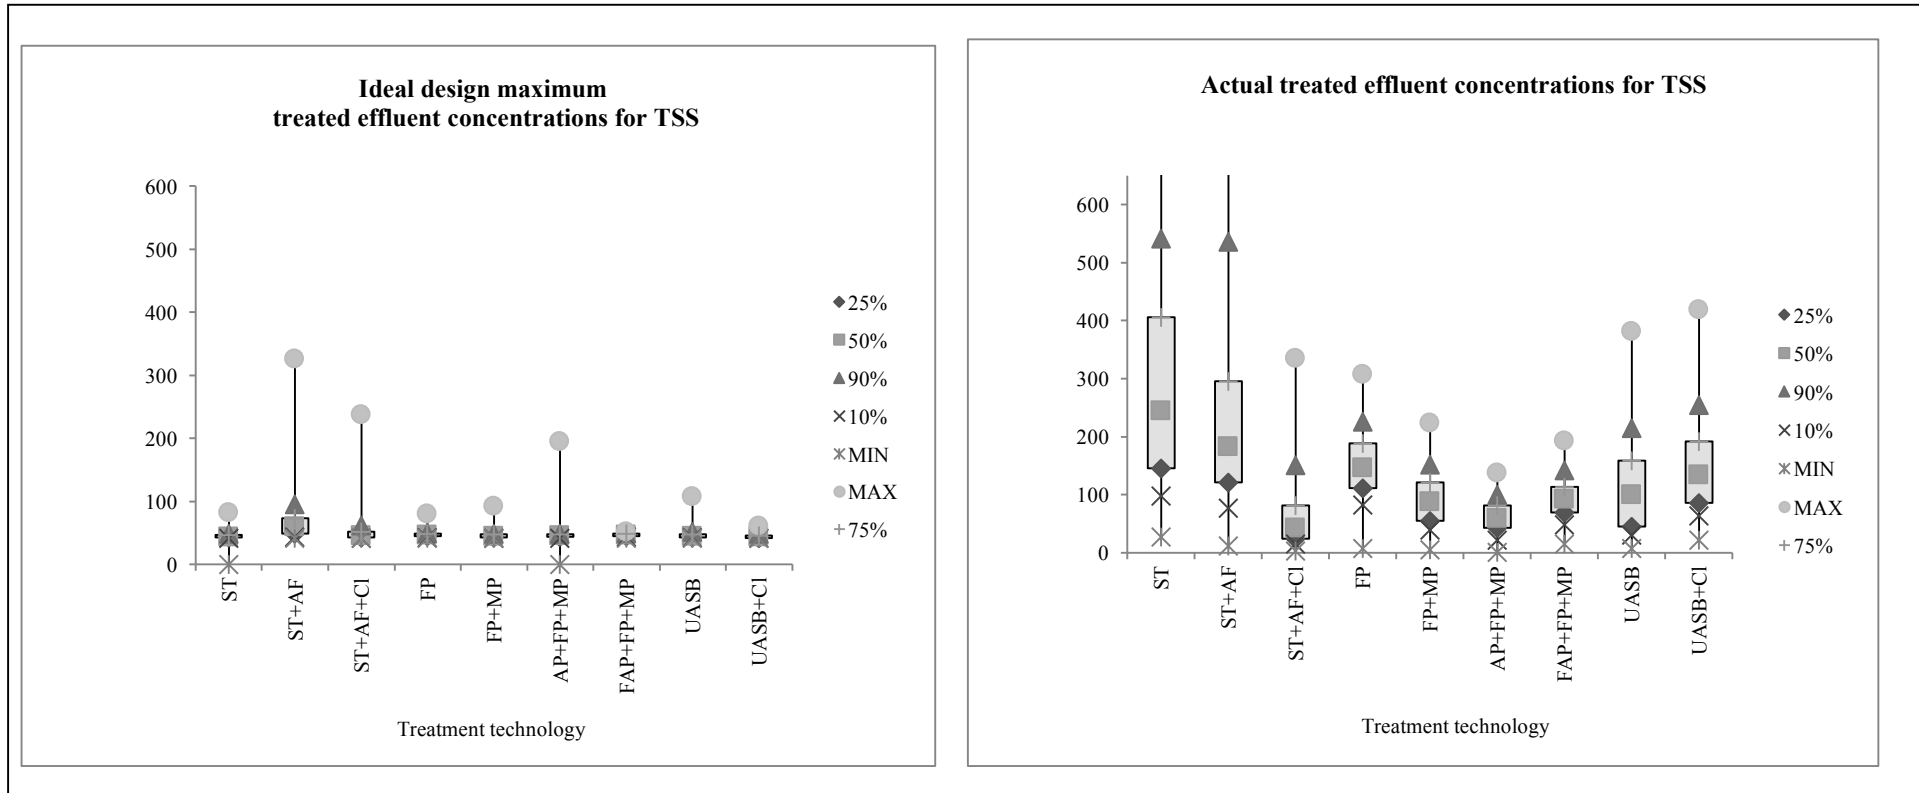 Ideal design maximum
treated effluent concentrations for TSS
600
500
400
300
200
100
0
ST
ST+AF
ST+AF+Cl
FP
FP+MP
AP+FP+MP
FAP+FP+MP
UASB
UASB+Cl
Treatment technology
25%
50%
90%
10%
MIN
MAX
75%
Actual treated effluent concentrations for TSS
600
500
400
300
200
100
0
ST
ST+AF
ST+AF+Cl
FP
FP+MP
AP+FP+MP
FAP+FP+MP
UASB
UASB+Cl
Treatment technology
25%
50%
90%
10%
MIN
MAX
75%